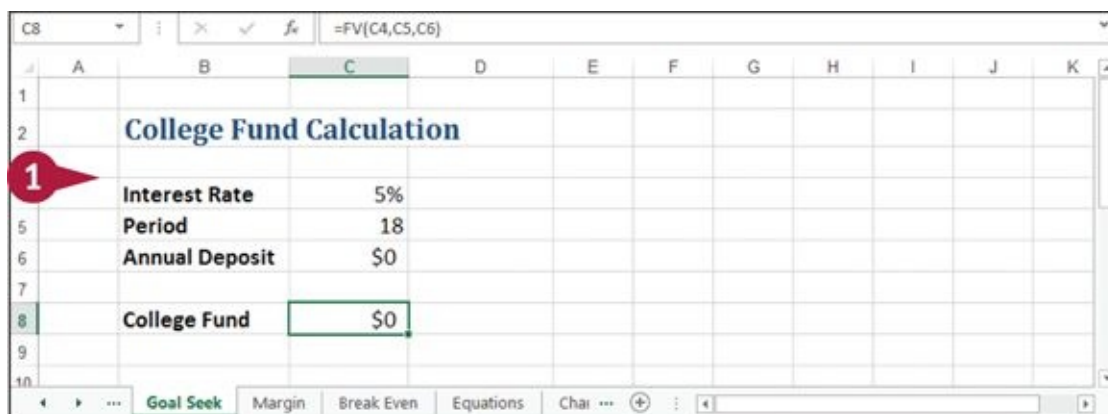 C8 fx =FV(C4,C5,C6)
A B C D E F G H I J K
1
2 College Fund Calculation
1
Interest Rate 5%
5 Period 18
6 Annual Deposit $0
7
8 College Fund $0
9
10
... Goal Seek Margin Break Even Equations Chai ...